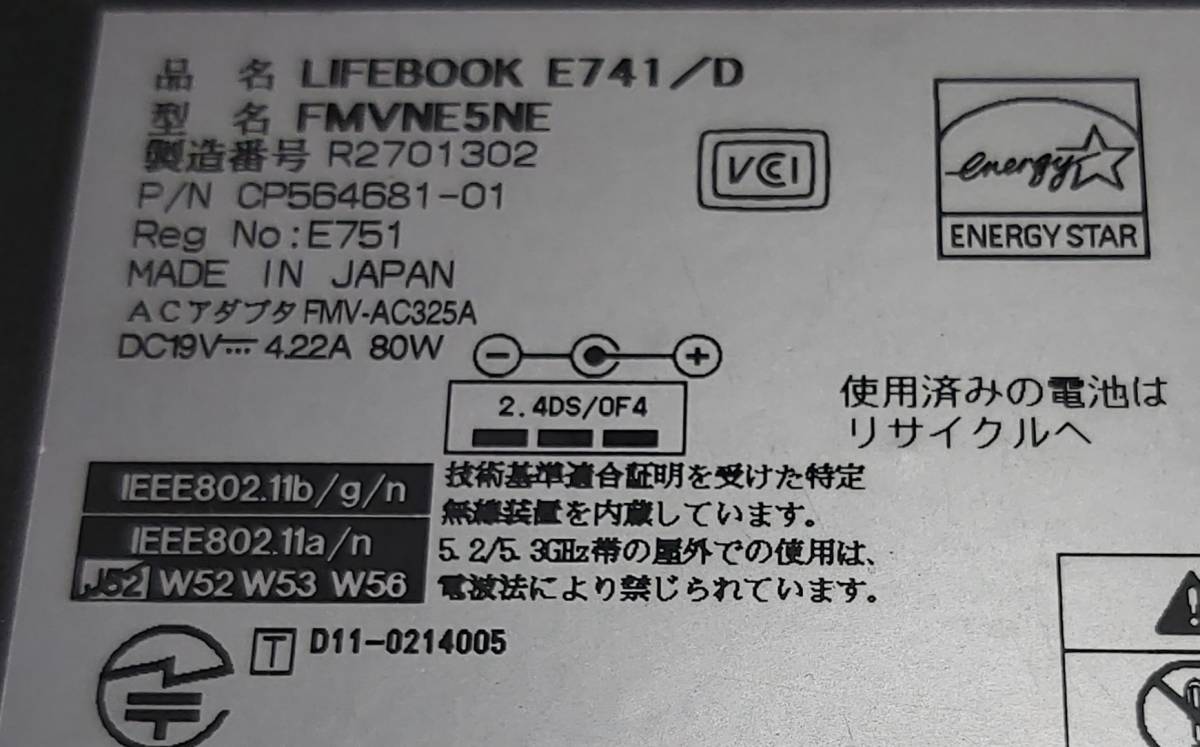 品 名 LIFEBOOK E741/D
型 名 FMVNE5NE
製造番号 R2701302
P/N CP564681-01
Reg No:E751
MADE IN JAPAN
ACアダプタ FMV-AC325A
DC19V⎓ 4.22A 80W
VCCI
energy
ENERGY STAR
2.4DS/OF4
使用済みの電池は
リサイクルへ
IEEE802.11b/g/n
IEEE802.11a/n
J52 W52 W53 W56
技術基準適合証明を受けた特定
無線装置を内蔵しています。
5.2/5.3GHz帯の屋外での使用は、
電波法により禁じられています。
T D11-0214005